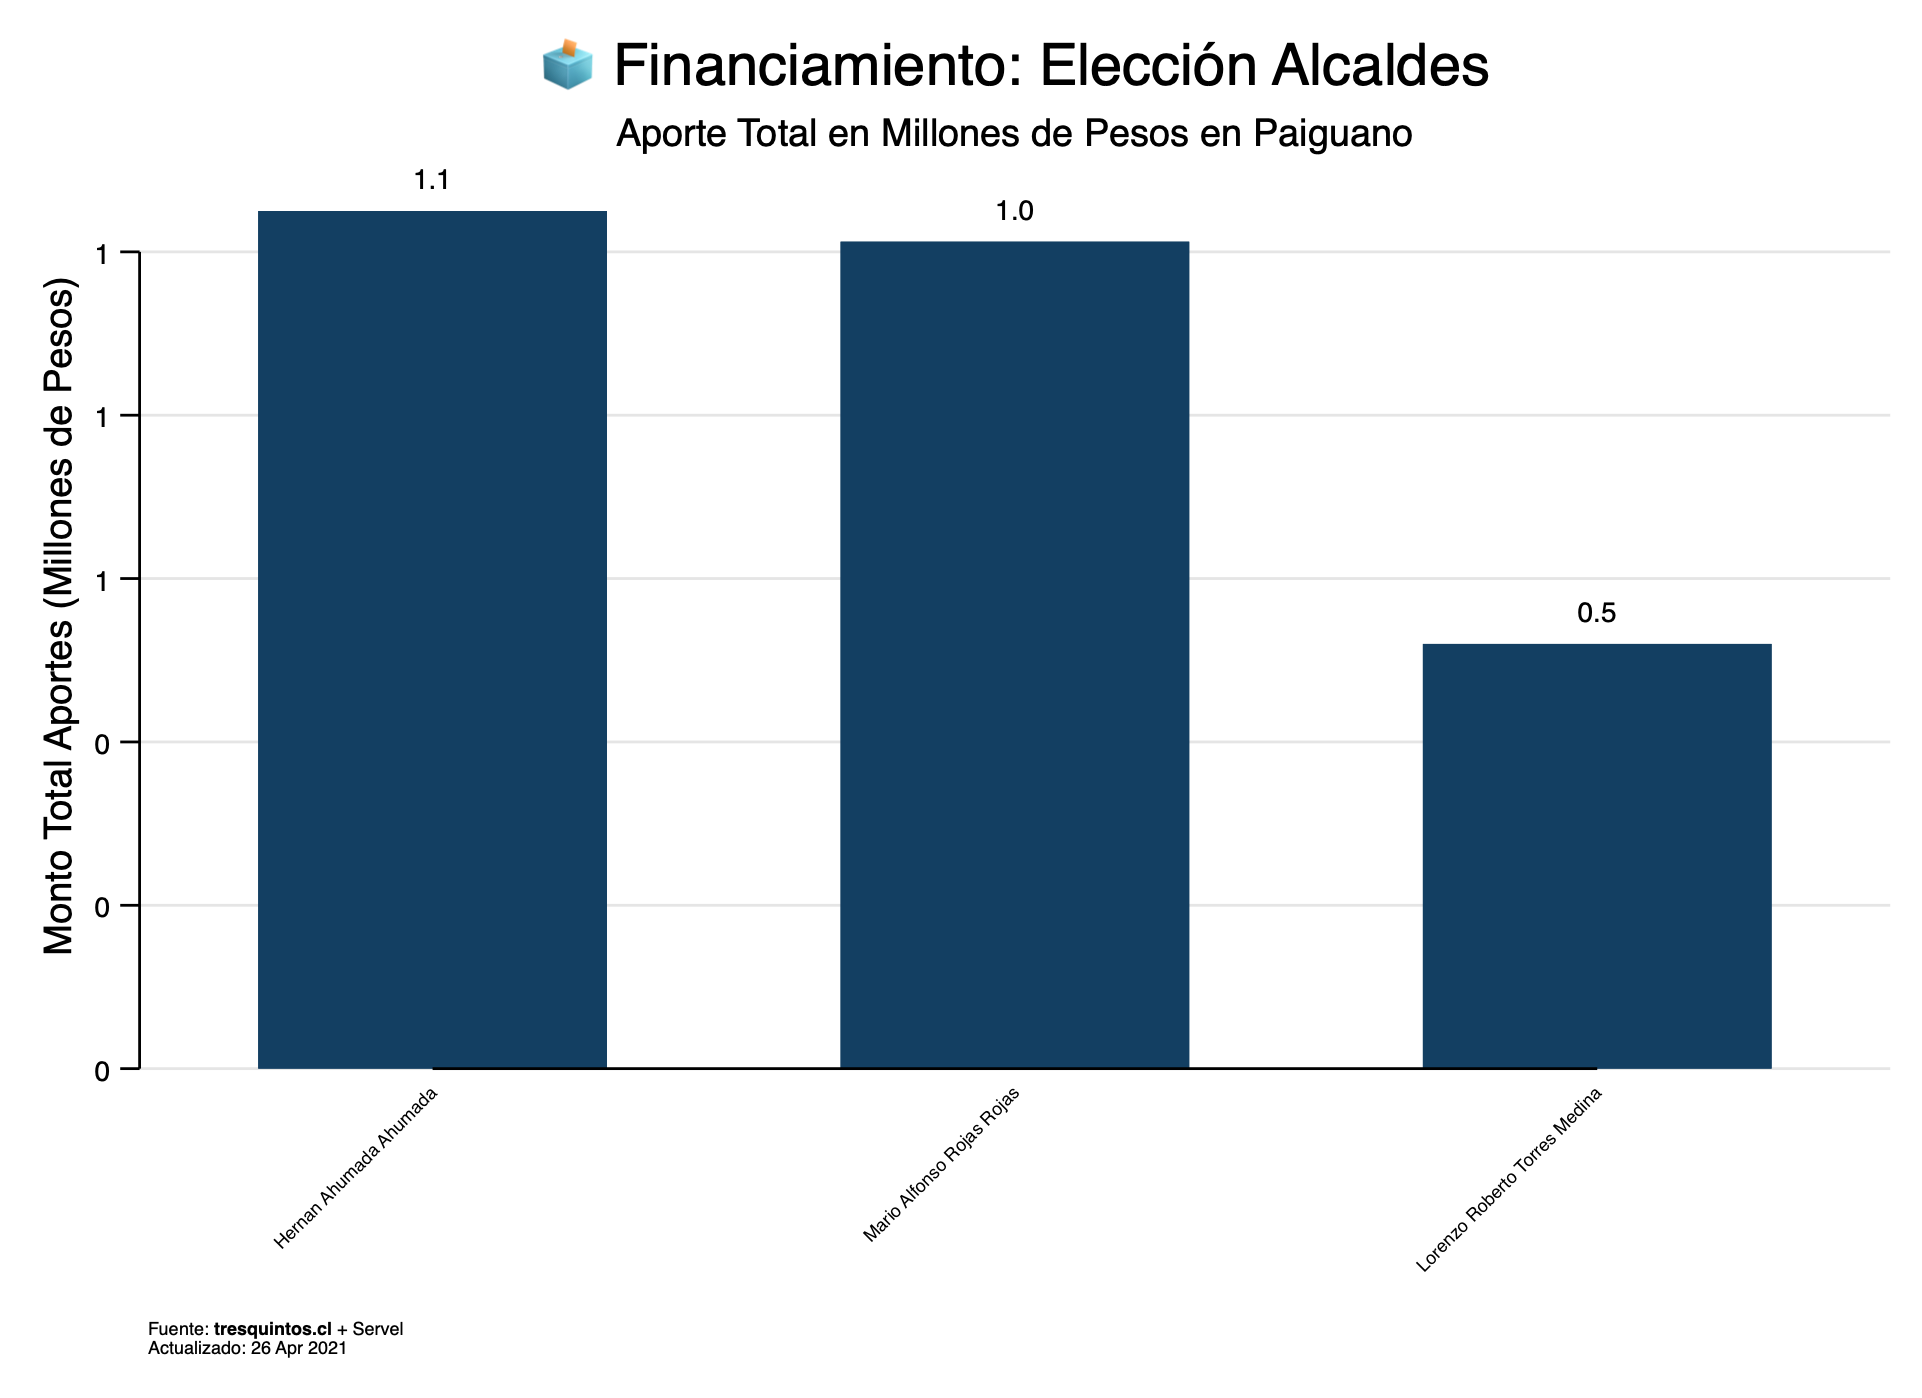 Financiamiento: Elección Alcaldes
Aporte Total en Millones de Pesos en Paiguano
Monto Total Aportes (Millones de Pesos)
1
1
1
0
0
0
1.1
1.0
0.5
Hernan Ahumada Ahumada
Mario Alfonso Rojas Rojas
Lorenzo Roberto Torres Medina
Fuente: tresquintos.cl + Servel
Actualizado: 26 Apr 2021